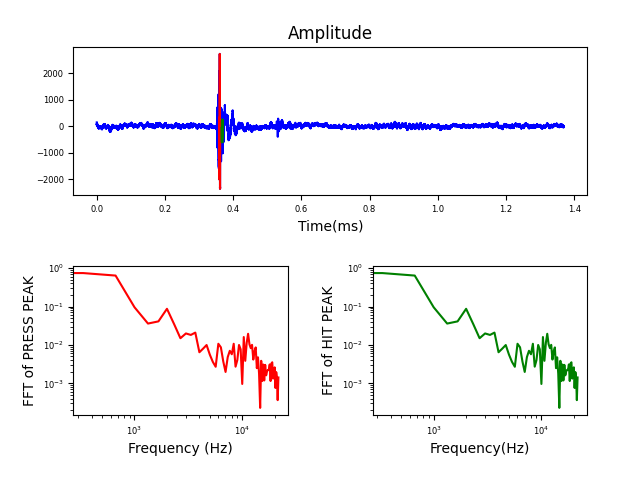 Amplitude
2000
1000
0
−1000
−2000
0.0 0.2 0.4 0.6 0.8 1.0 1.2 1.4
Time(ms)
FFT of PRESS PEAK
10⁰
10⁻¹
10⁻²
10⁻³
10³ 10⁴
Frequency (Hz)
FFT of HIT PEAK
10⁰
10⁻¹
10⁻²
10⁻³
10³ 10⁴
Frequency(Hz)